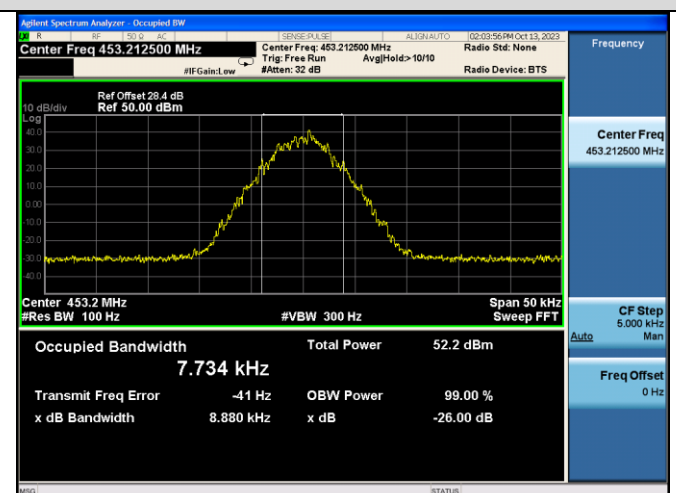 Agilent Spectrum Analyzer - Occupied BW
R RF 50 Ω AC SENSE:PULSE ALIGN AUTO 02:03:56 PM Oct 13, 2023
Center Freq 453.212500 MHz Center Freq: 453.212500 MHz Radio Std: None
Trig: Free Run Avg|Hold:>10/10
#IFGain:Low #Atten: 32 dB Radio Device: BTS
Frequency
Ref Offset 28.4 dB
10 dB/div Ref 50.00 dBm
Log
40.0
30.0
20.0
10.0
0.00
-10.0
-20.0
-30.0
-40.0
Center 453.2 MHz Span 50 kHz
#Res BW 100 Hz #VBW 300 Hz Sweep FFT
Occupied Bandwidth Total Power 52.2 dBm
7.734 kHz
Transmit Freq Error -41 Hz OBW Power 99.00 %
x dB Bandwidth 8.880 kHz x dB -26.00 dB
Center Freq
453.212500 MHz
CF Step
5.000 kHz
Auto Man
Freq Offset
0 Hz
MSG STATUS